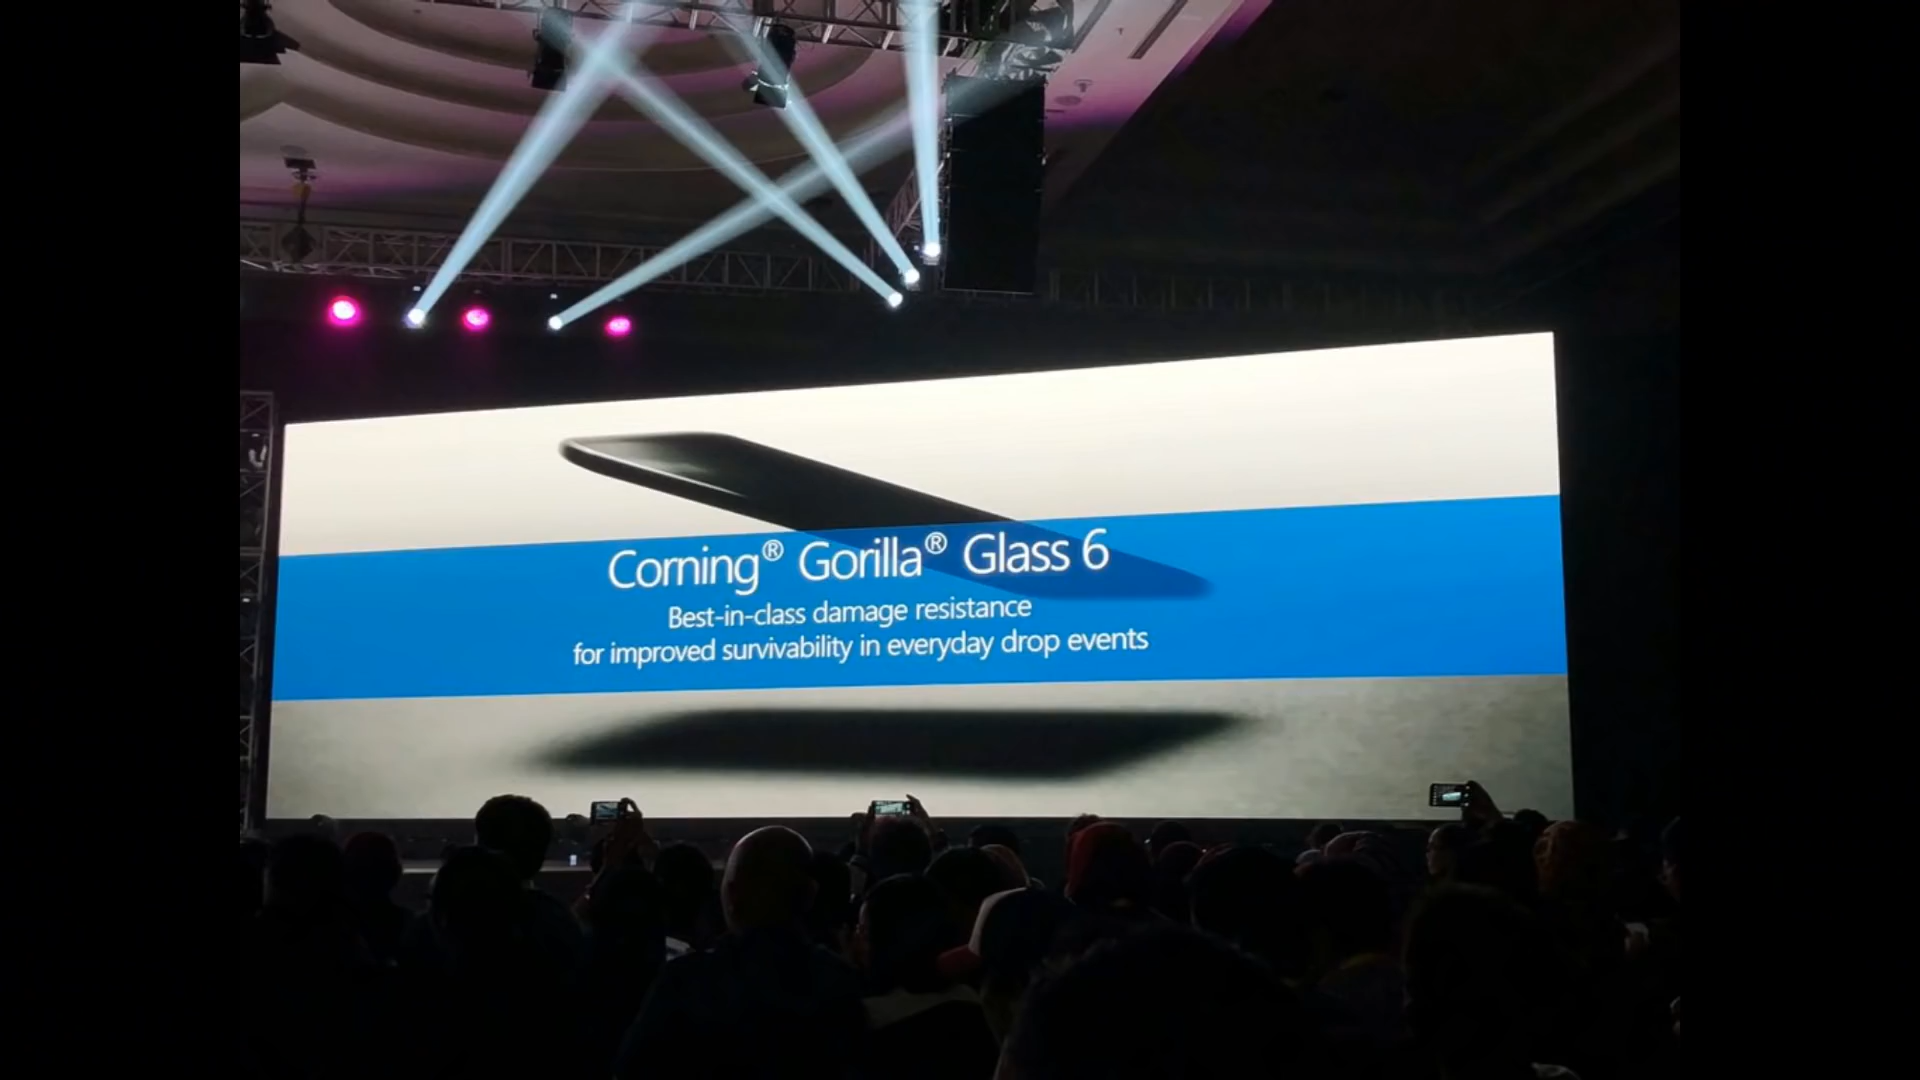 Corning® Gorilla® Glass 6
Best-in-class damage resistance
for improved survivability in everyday drop events